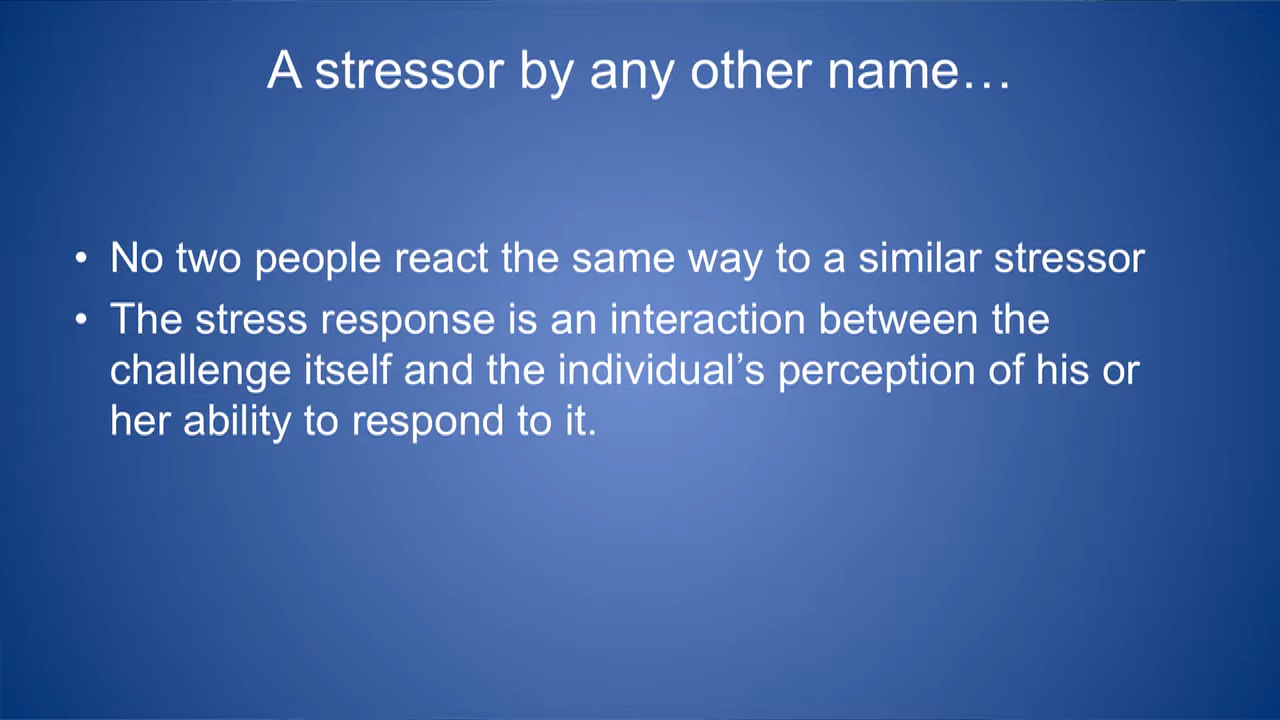 A stressor by any other name…
• No two people react the same way to a similar stressor
• The stress response is an interaction between the
challenge itself and the individual’s perception of his or
her ability to respond to it.